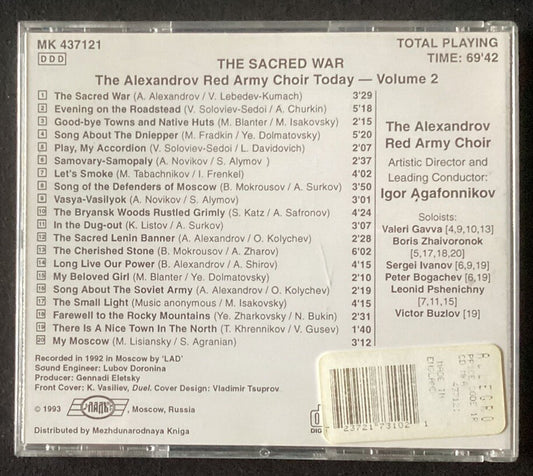 MK 437121
DDD
TOTAL PLAYING
TIME: 69'42
THE SACRED WAR
The Alexandrov Red Army Choir Today — Volume 2
1 The Sacred War (A. Alexandrov / V. Lebedev-Kumach) 3'29
2 Evening on the Roadstead (V. Soloviev-Sedoi / A. Churkin) 5'18
3 Good-bye Towns and Native Huts (M. Blanter / M. Isakovsky) 2'15
4 Song About The Dniepper (M. Fradkin / Ye. Dolmatovsky) 5'20
5 Play, My Accordion (V. Soloviev-Sedoi / L. Davidovich) 2'07
6 Samovary-Samopaly (A. Novikov / S. Alymov) 2'37
7 Let's Smoke (M. Tabachnikov / I. Frenkel) 4'02
8 Song of the Defenders of Moscow (B. Mokrousov / A. Surkov) 3'50
9 Vasya-Vasilyok (A. Novikov / S. Alymov) 3'01
10 The Bryansk Woods Rustled Grimly (S. Katz / A. Safronov) 4'24
11 In the Dug-out (K. Listov / A. Surkov) 3'07
12 The Sacred Lenin Banner (A. Alexandrov / O. Kolychev) 2'28
13 The Cherished Stone (B. Mokrousov / A. Zharov) 6'02
14 Long Live Our Power (B. Alexandrov / A. Shirov) 4'15
15 My Beloved Girl (M. Blanter / Ye. Dolmatovsky) 2'10
16 Song About The Soviet Army (A. Alexandrov / O. Kolychev) 2'19
17 The Small Light (Music anonymous / M. Isakovsky) 4'15
18 Farewell to the Rocky Mountains (Ye. Zharkovsky / N. Bukin) 2'31
19 There Is A Nice Town In The North (T. Khrennikov / V. Gusev) 1'40
20 My Moscow (M. Lisiansky / S. Agranian) 3'12
The Alexandrov
Red Army Choir
Artistic Director and
Leading Conductor:
Igor Agafonnikov
Soloists:
Valeri Gavva [4,9,10,13]
Boris Zhaivoronok
[5,17,18,20]
Sergei Ivanov [6,9,19]
Peter Bogachev [6,19]
Leonid Pshenichny
[7,11,15]
Victor Buzlov [19]
Recorded in 1992 in Moscow by 'LAD'
Sound Engineer: Lubov Doronina
Producer: Gennadi Eletsky
Front Cover: K. Vasiliev, Duel. Cover Design: Vladimir Tsuprov
© 1993
Moscow, Russia
Distributed by Mezhdunarodnaya Kniga
ALLEGRO
MADE IN
ENGLAND
23721 73102 1